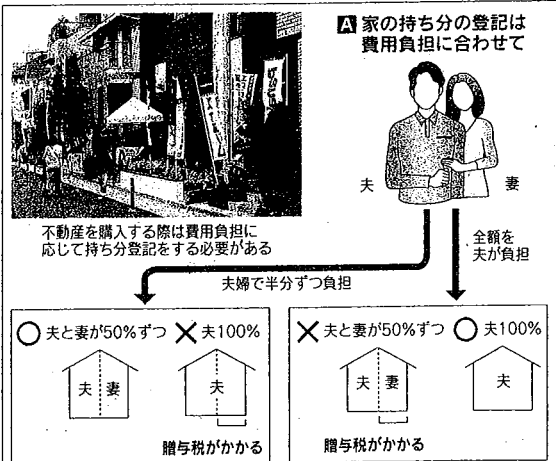 A 家の持ち分の登記は
費用負担に合わせて
夫
妻
不動産を購入する際は費用負担に
応じて持ち分登記をする必要がある
全額を
夫が負担
夫婦で半分ずつ負担
○ 夫と妻が50%ずつ × 夫100%
夫 妻
夫
贈与税がかかる
× 夫と妻が50%ずつ ○ 夫100%
夫 妻
夫
贈与税がかかる